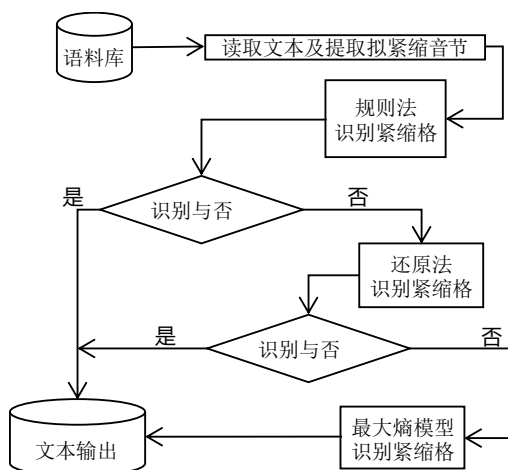 语料库
读取文本及提取拟紧缩音节
规则法
识别紧缩格
是
识别与否
否
还原法
识别紧缩格
是
识别与否
否
文本输出
最大熵模型
识别紧缩格